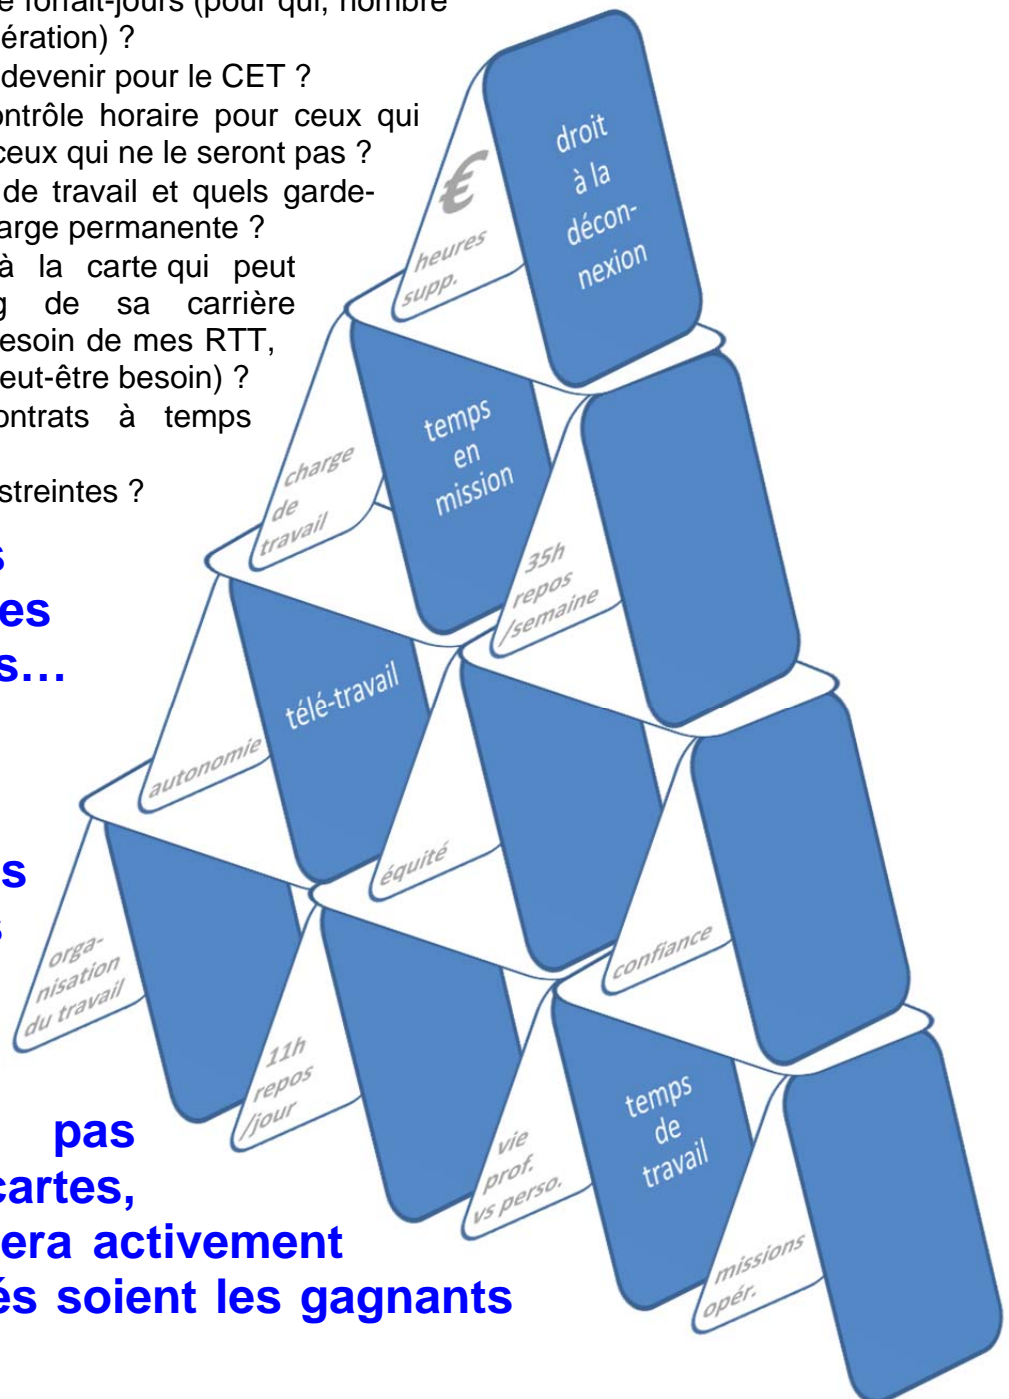 forfait-jours (pour qui, nombre
ération) ?
devenir pour le CET ?
ontrôle horaire pour ceux qui
ceux qui ne le seront pas ?
de travail et quels garde-
arge permanente ?
à la carte qui peut
g de sa carrière
esoin de mes RTT,
eut-être besoin) ?
ontrats à temps
streintes ?
s
es
s…
s
s
pas
cartes,
era activement
és soient les gagnants
€
heures
supp.
droit
à la
décon-
nexion
charge
de
travail
temps
en
mission
35h
repos
/semaine
autonomie
télé-travail
équité
confiance
orga-
nisation
du travail
11h
repos
/jour
vie
prof.
vs perso.
temps
de
travail
missions
opér.